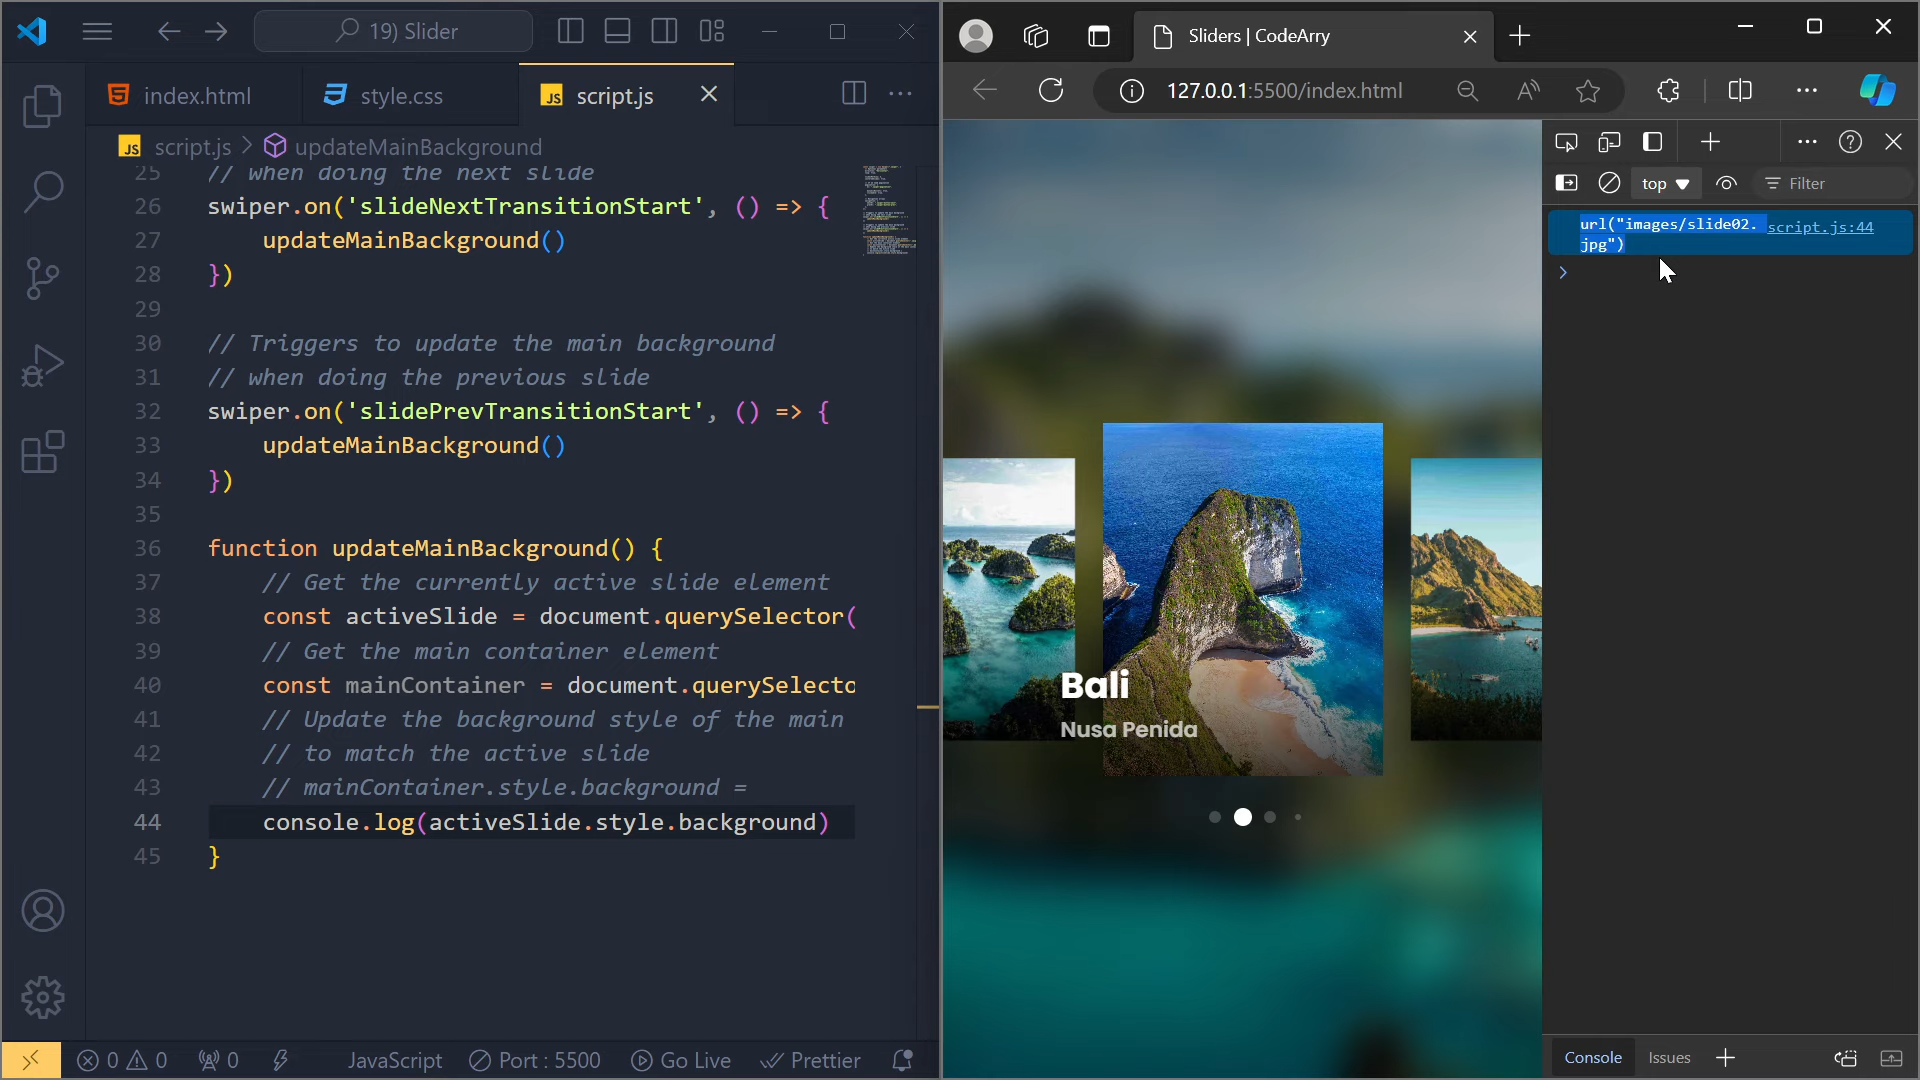 19) Slider
index.html
style.css
JS script.js
JS script.js > updateMainBackground
25 // when doing the next slide
26 swiper.on('slideNextTransitionStart', () => {
27 updateMainBackground()
28 })
29
30 // Triggers to update the main background
31 // when doing the previous slide
32 swiper.on('slidePrevTransitionStart', () => {
33 updateMainBackground()
34 })
35
36 function updateMainBackground() {
37 // Get the currently active slide element
38 const activeSlide = document.querySelector(
39 // Get the main container element
40 const mainContainer = document.querySelecto
41 // Update the background style of the main
42 // to match the active slide
43 // mainContainer.style.background =
44 console.log(activeSlide.style.background)
45 }
0 0 0 JavaScript Port : 5500 Go Live Prettier
Sliders | CodeArry
127.0.0.1:5500/index.html
top
Filter
url("images/slide02. script.js:44
jpg")
Bali
Nusa Penida
Console Issues